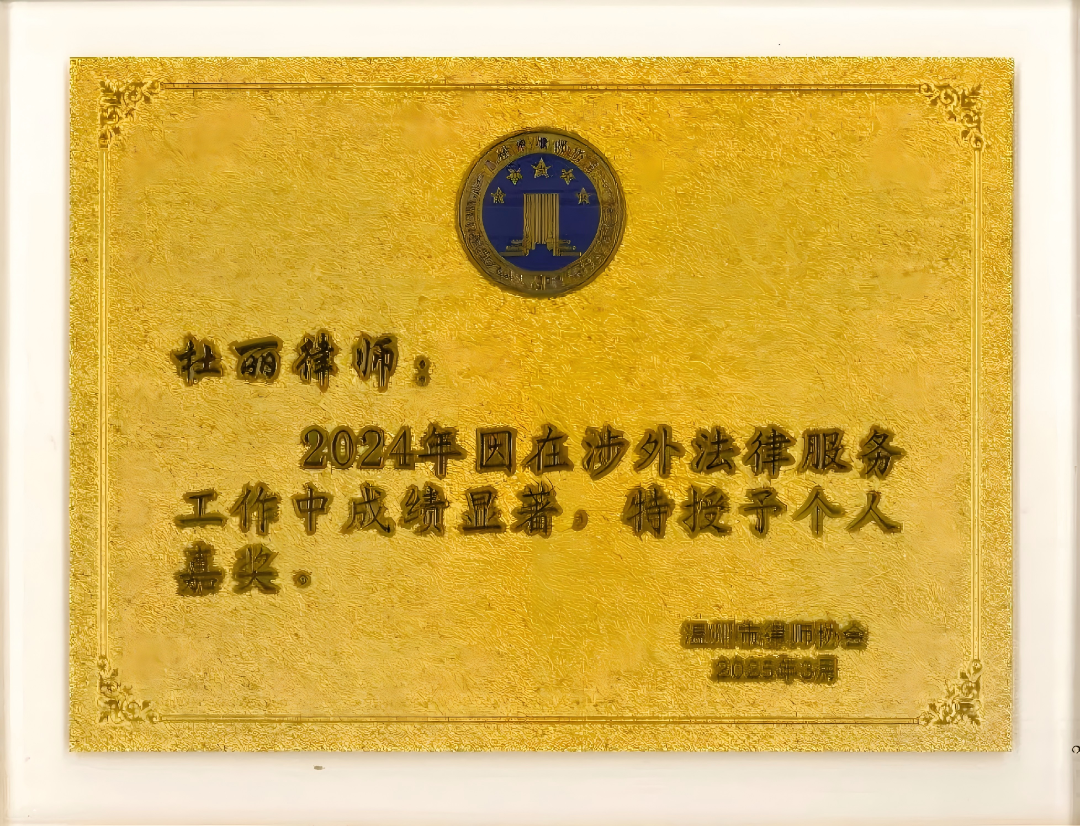 杜丽律师：
2024年因在涉外法律服务
工作中成绩显著，特授予个人
嘉奖。
温州市律师协会
2025年3月